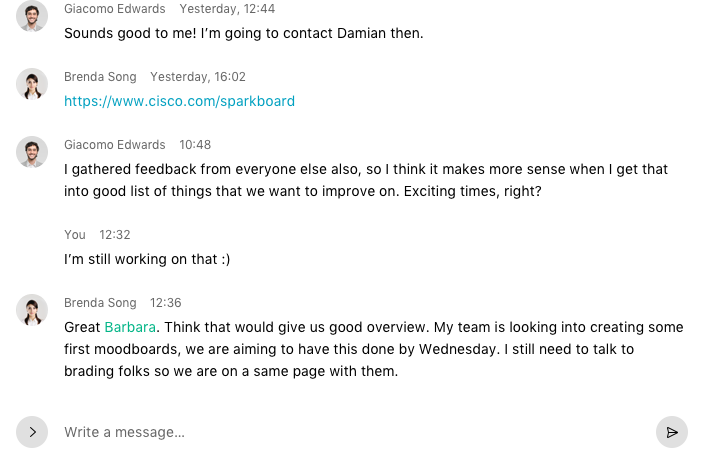 Giacomo Edwards Yesterday, 12:44
Sounds good to me! I'm going to contact Damian then.
Brenda Song Yesterday, 16:02
https://www.cisco.com/sparkboard
Giacomo Edwards 10:48
I gathered feedback from everyone else also, so I think it makes more sense when I get that
into good list of things that we want to improve on. Exciting times, right?
You 12:32
I'm still working on that :)
Brenda Song 12:36
Great Barbara. Think that would give us good overview. My team is looking into creating some
first moodboards, we are aiming to have this done by Wednesday. I still need to talk to
brading folks so we are on a same page with them.
Write a message...